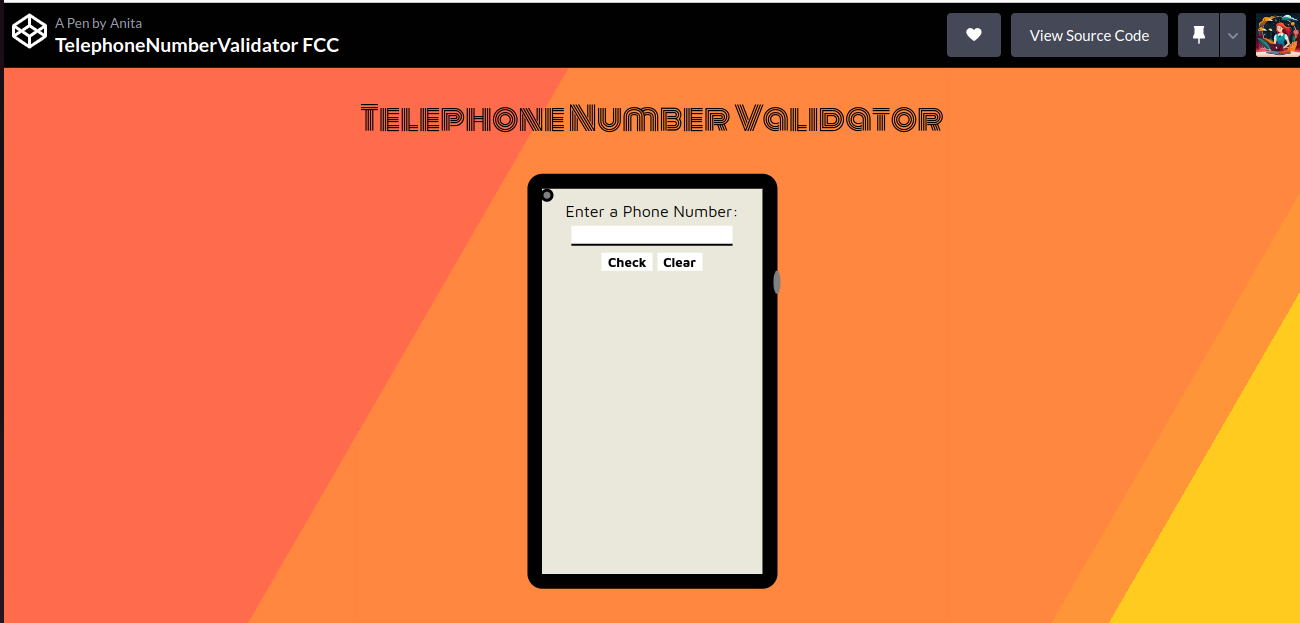 A Pen by Anita
TelephoneNumberValidator FCC
View Source Code
Telephone Number Validator
Enter a Phone Number:
Check Clear